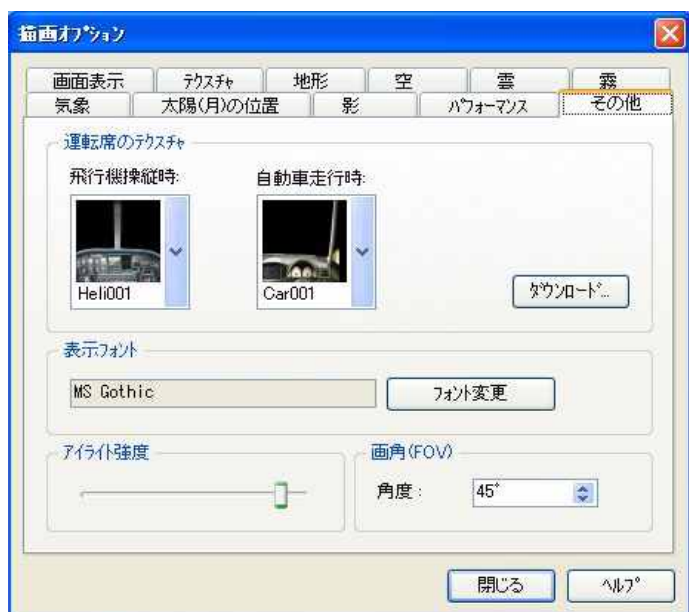 描画ｵﾌﾟｼｮﾝ
画面表示 ﾃｸｽﾁｬ 地形 空 雲 霧
気象 太陽(月)の位置 影 ﾊﾟﾌｫｰﾏﾝｽ その他
運転席のﾃｸｽﾁｬ
飛行機操縦時: 自動車走行時:
Heli001 Car001
ﾀﾞｳﾝﾛｰﾄﾞ...
表示ﾌｫﾝﾄ
MS Gothic ﾌｫﾝﾄ変更
ｱｲﾗｲﾄ強度 画角(FOV)
角度: 45°
閉じる ﾍﾙﾌﾟ